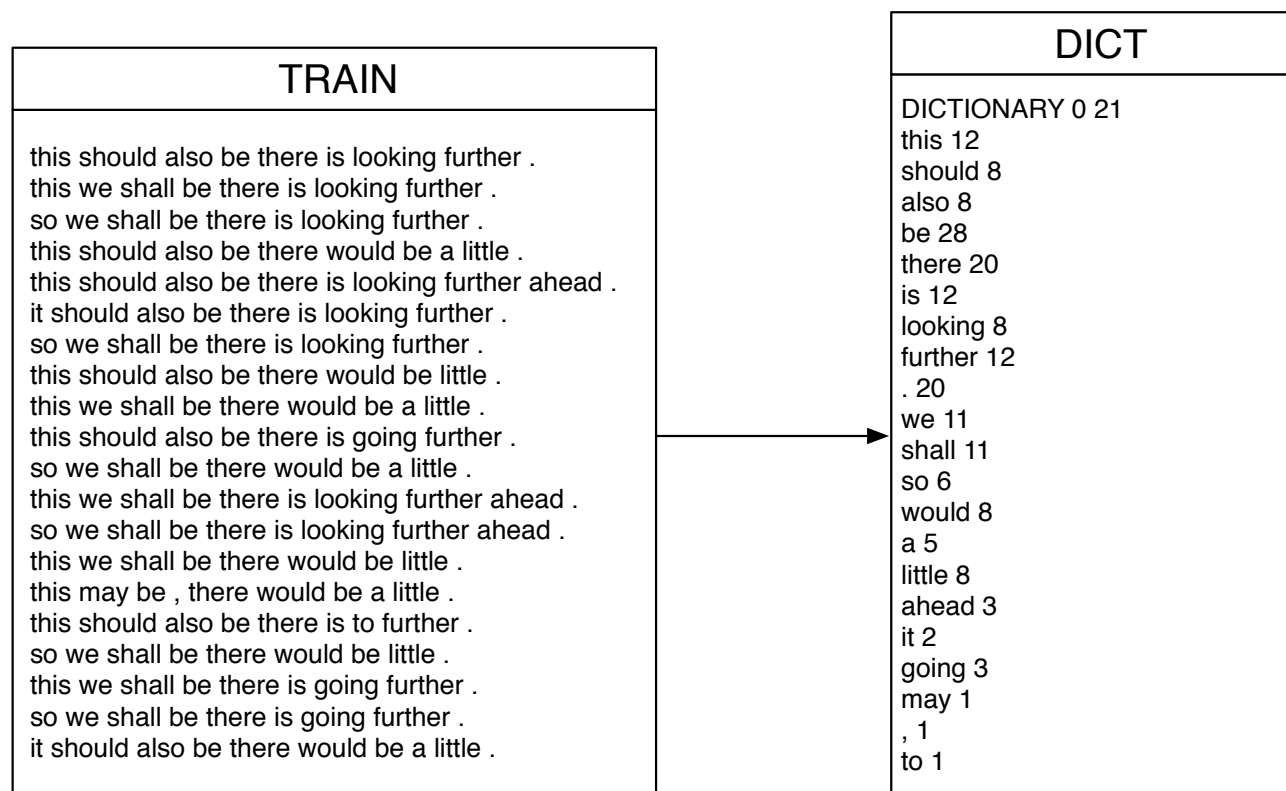 TRAIN
this should also be there is looking further .
this we shall be there is looking further .
so we shall be there is looking further .
this should also be there would be a little .
this should also be there is looking further ahead .
it should also be there is looking further .
so we shall be there is looking further .
this should also be there would be little .
this we shall be there would be a little .
this should also be there is going further .
so we shall be there would be a little .
this we shall be there is looking further ahead .
so we shall be there is looking further ahead .
this we shall be there would be little .
this may be , there would be a little .
this should also be there is to further .
so we shall be there would be little .
this we shall be there is going further .
so we shall be there is going further .
it should also be there would be a little .
DICT
DICTIONARY 0 21
this 12
should 8
also 8
be 28
there 20
is 12
looking 8
further 12
. 20
we 11
shall 11
so 6
would 8
a 5
little 8
ahead 3
it 2
going 3
may 1
, 1
to 1